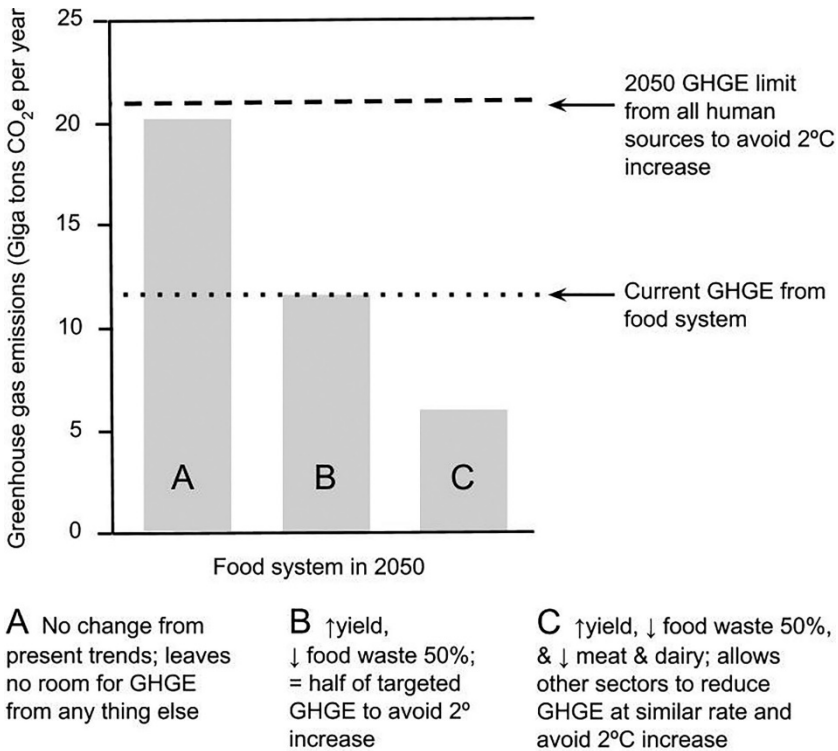 Greenhouse gas emissions (Giga tons CO₂e per year
25
20
15
10
5
0
2050 GHGE limit
from all human
sources to avoid 2ºC
increase
Current GHGE from
food system
A
B
C
Food system in 2050
A No change from
present trends; leaves
no room for GHGE
from any thing else
B ↑yield,
↓ food waste 50%;
= half of targeted
GHGE to avoid 2º
increase
C ↑yield, ↓ food waste 50%,
& ↓ meat & dairy; allows
other sectors to reduce
GHGE at similar rate and
avoid 2ºC increase